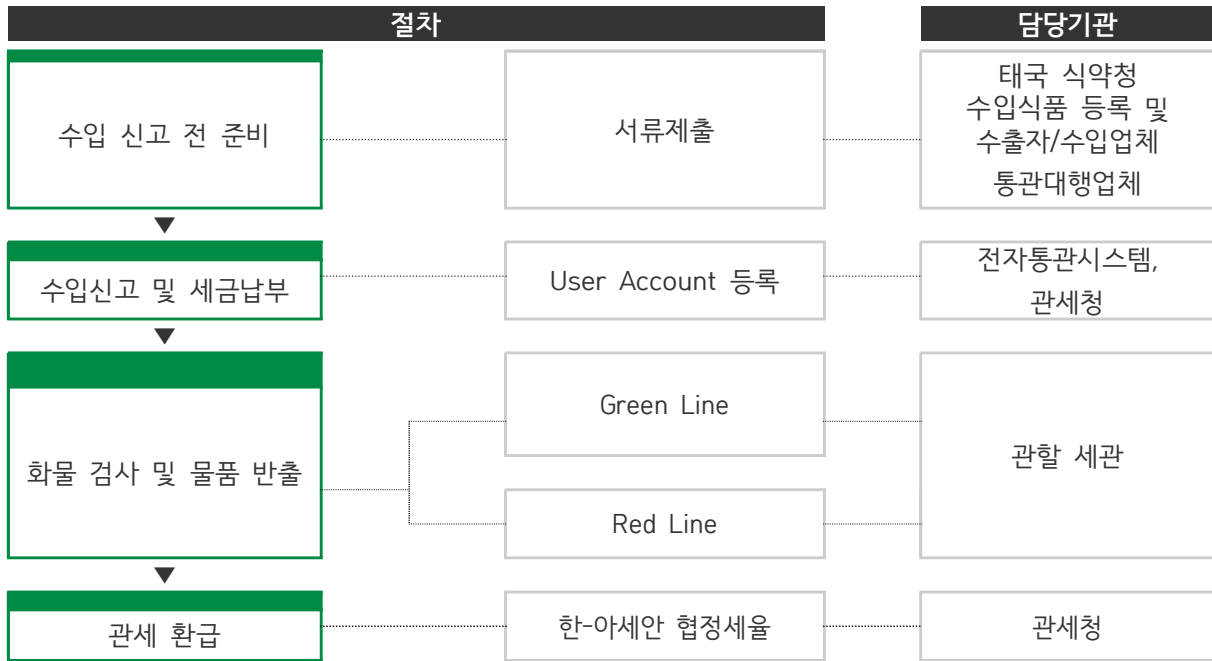 절차
담당기관
수입 신고 전 준비
서류제출
태국 식약청
수입식품 등록 및
수출자/수입업체
통관대행업체
수입신고 및 세금납부
User Account 등록
전자통관시스템,
관세청
화물 검사 및 물품 반출
Green Line
Red Line
관할 세관
관세 환급
한-아세안 협정세율
관세청